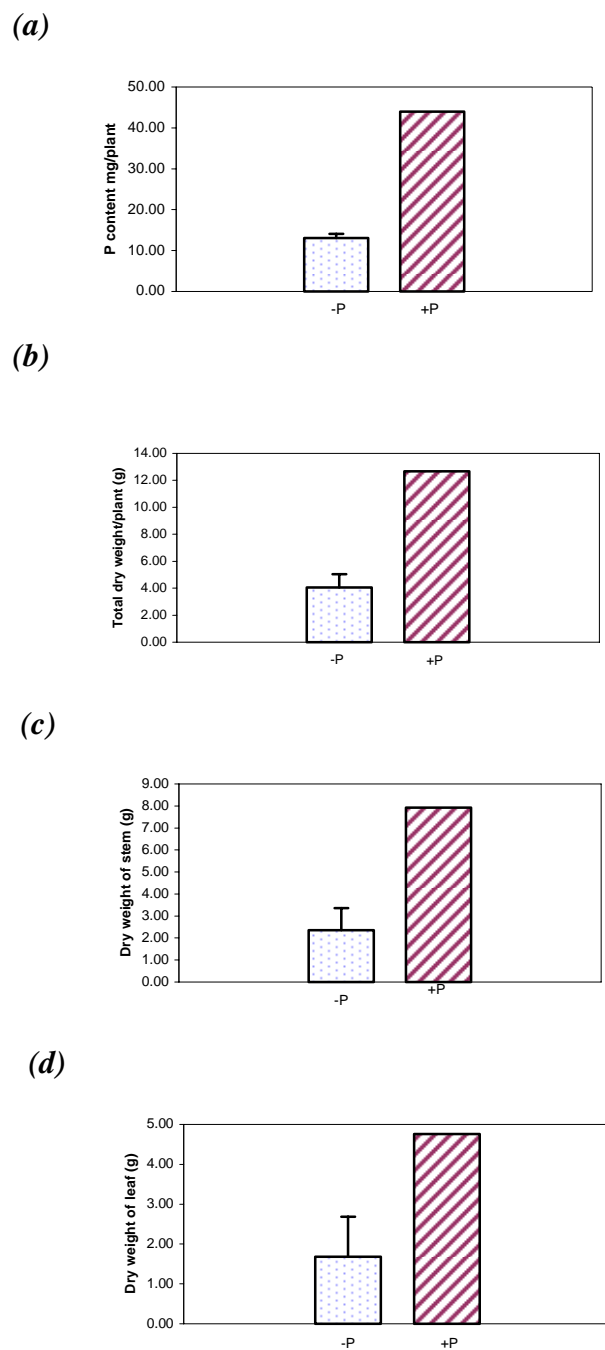 (a)
P content mg/plant
50.00
40.00
30.00
20.00
10.00
0.00
-P +P
(b)
Total dry weight/plant (g)
14.00
12.00
10.00
8.00
6.00
4.00
2.00
0.00
-P +P
(c)
Dry weight of stem (g)
9.00
8.00
7.00
6.00
5.00
4.00
3.00
2.00
1.00
0.00
-P +P
(d)
Dry weight of leaf (g)
5.00
4.00
3.00
2.00
1.00
0.00
-P +P